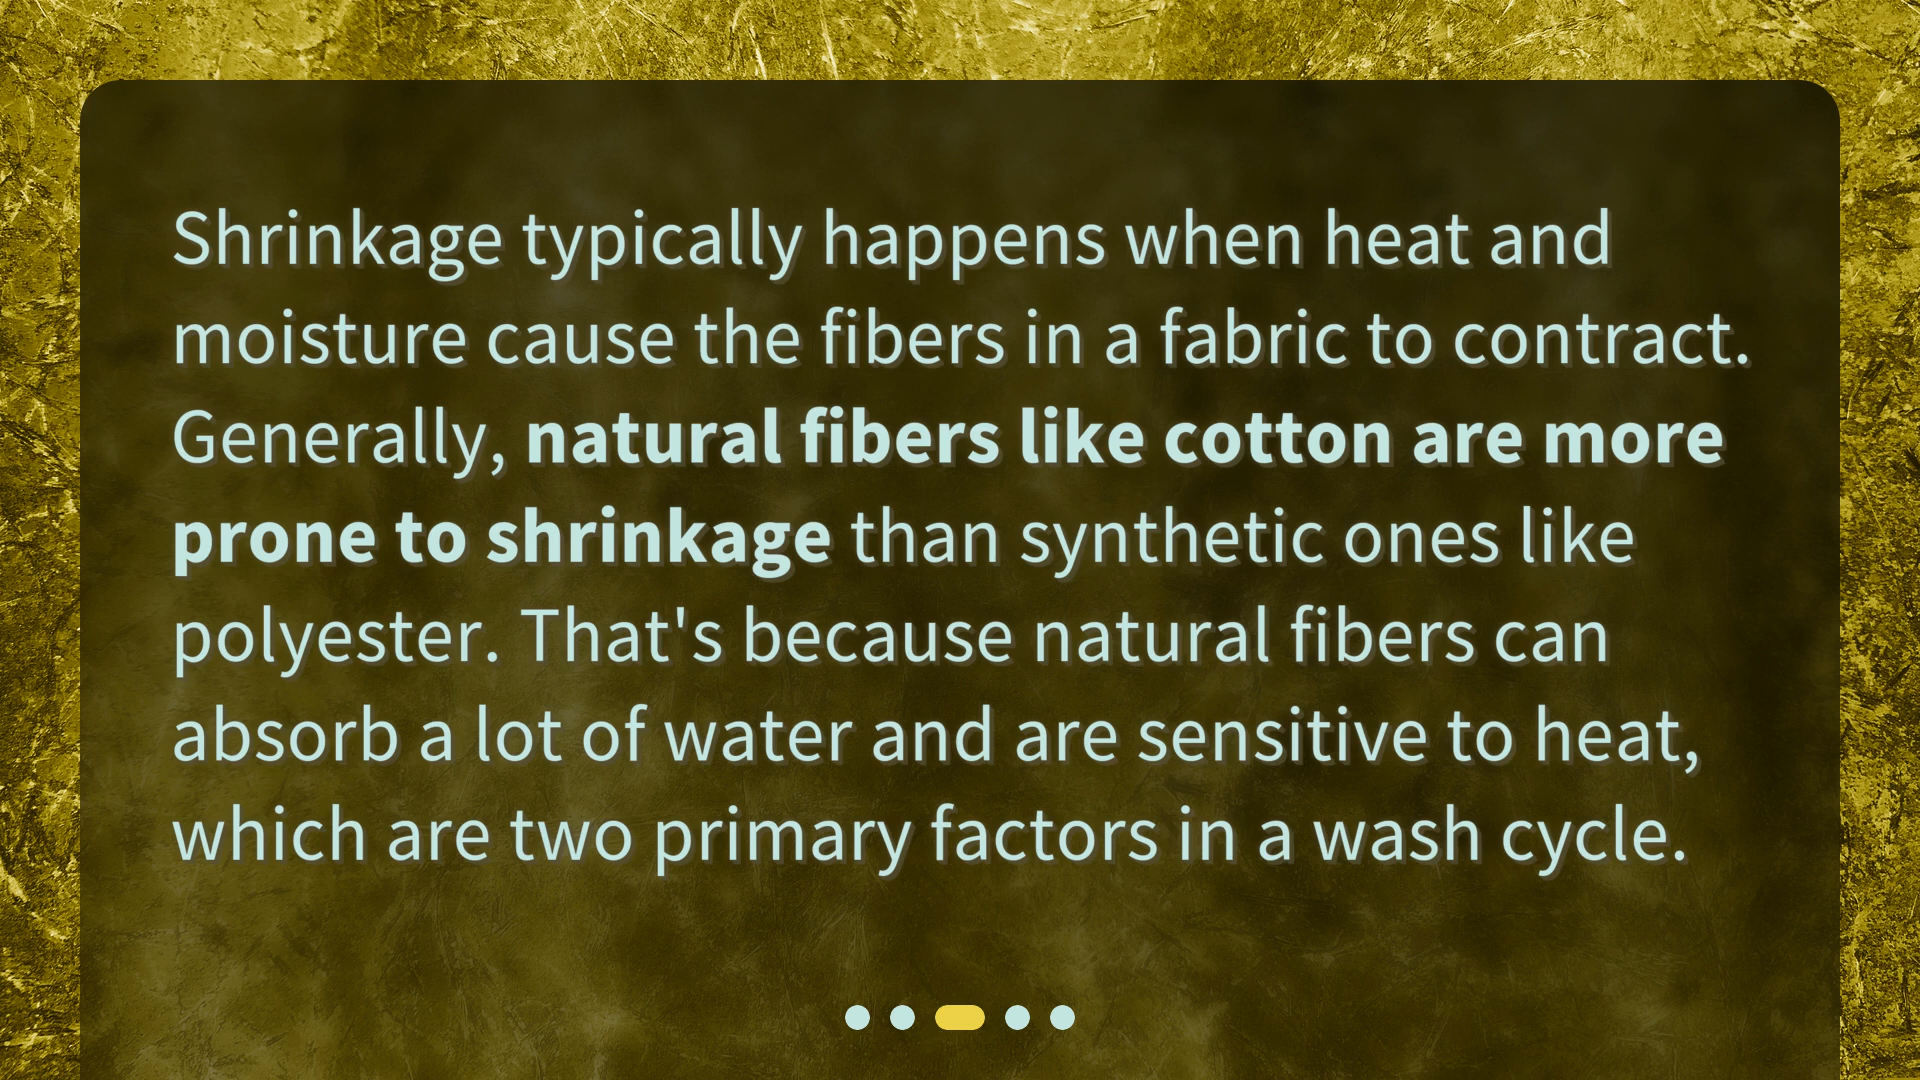 Shrinkage typically happens when heat and
moisture cause the fibers in a fabric to contract.
Generally, natural fibers like cotton are more
prone to shrinkage than synthetic ones like
polyester. That's because natural fibers can
absorb a lot of water and are sensitive to heat,
which are two primary factors in a wash cycle.